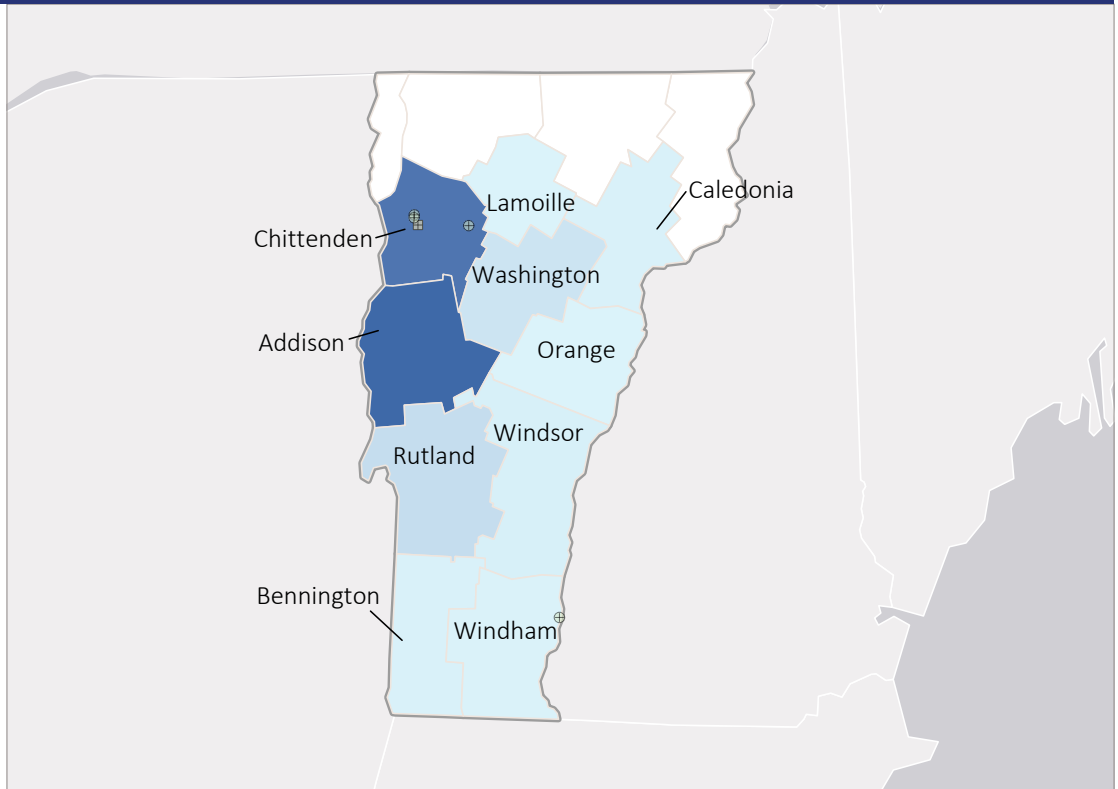 Caledonia
Lamoille
Chittenden
Washington
Addison
Orange
Windsor
Rutland
Bennington
Windham